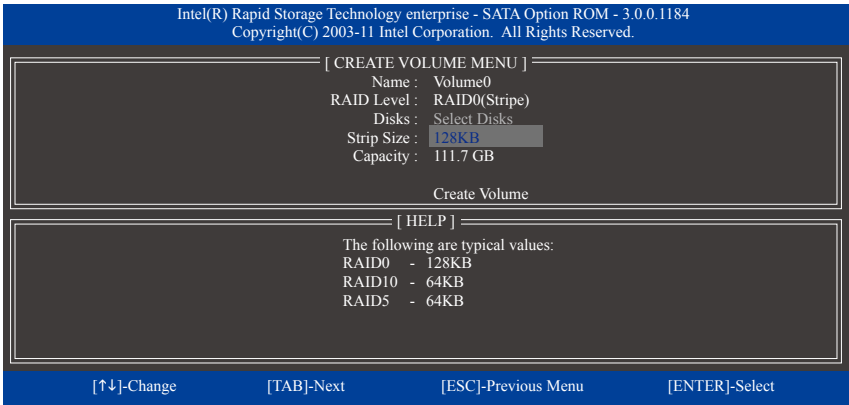 Intel(R) Rapid Storage Technology enterprise - SATA Option ROM - 3.0.0.1184
Copyright(C) 2003-11 Intel Corporation. All Rights Reserved.
[ CREATE VOLUME MENU ]
Name : Volume0
RAID Level : RAID0(Stripe)
Disks : Select Disks
Strip Size : 128KB
Capacity : 111.7 GB
Create Volume
[ HELP ]
The following are typical values:
RAID0 - 128KB
RAID10 - 64KB
RAID5 - 64KB
[↑↓]-Change [TAB]-Next [ESC]-Previous Menu [ENTER]-Select